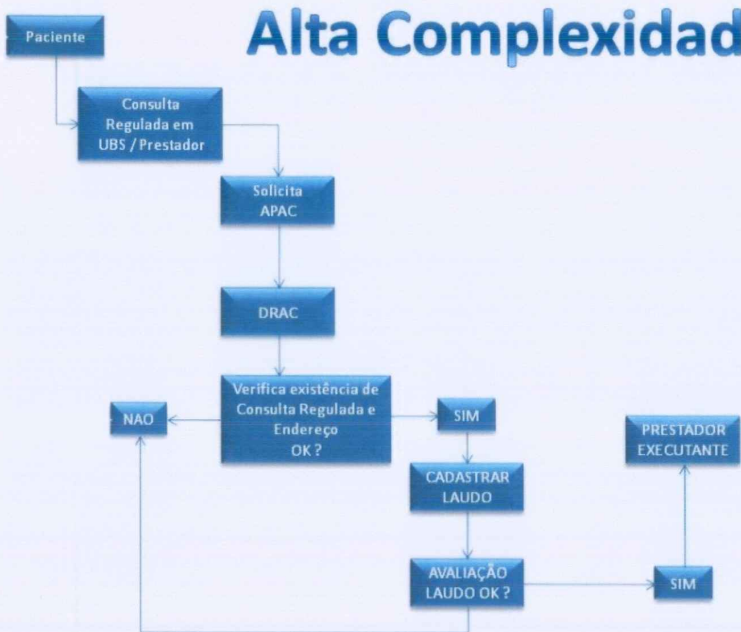 Alta Complexidad
Paciente
Consulta
Regulada em
UBS / Prestador
Solicita
APAC
DRAC
Verifica existência de
Consulta Regulada e
Endereço
OK ?
NAO
SIM
CADASTRAR
LAUDO
AVALIAÇÃO
LAUDO OK ?
SIM
PRESTADOR
EXECUTANTE